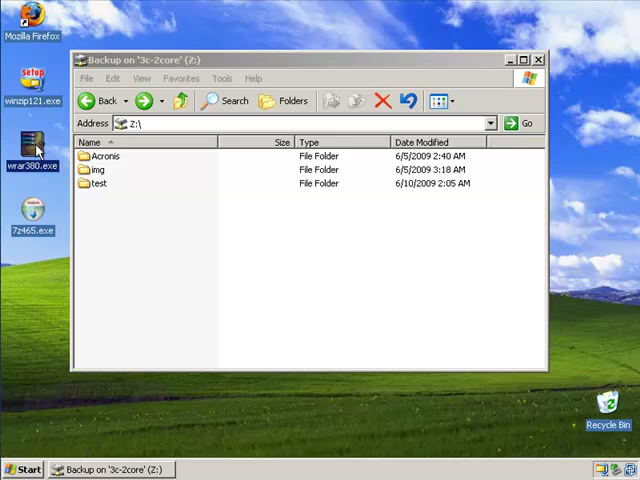 Mozilla Firefox
setup
winzip121.exe
wrar380.exe
7z465.exe
Backup on '3c-2core' (Z:)
File Edit View Favorites Tools Help
Back Search Folders
Address Z:\ Go
Name Size Type Date Modified
Acronis File Folder 6/5/2009 2:40 AM
img File Folder 6/5/2009 3:18 AM
test File Folder 6/10/2009 2:05 AM
Recycle Bin
Start Backup on '3c-2core' (Z:)